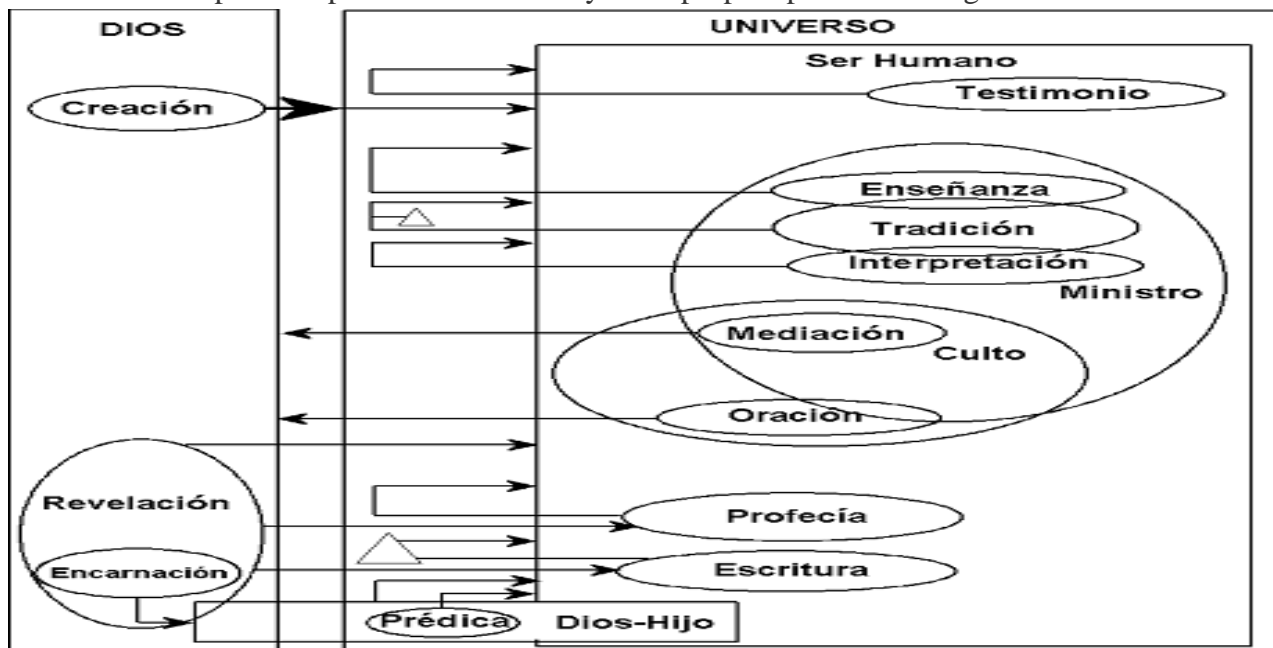 DIOS
UNIVERSO
Ser Humano
Creación
Testimonio
Enseñanza
Tradición
Interpretación
Ministro
Mediación
Culto
Oración
Revelación
Profecía
Encarnación
Escritura
Prédica
Dios-Hijo